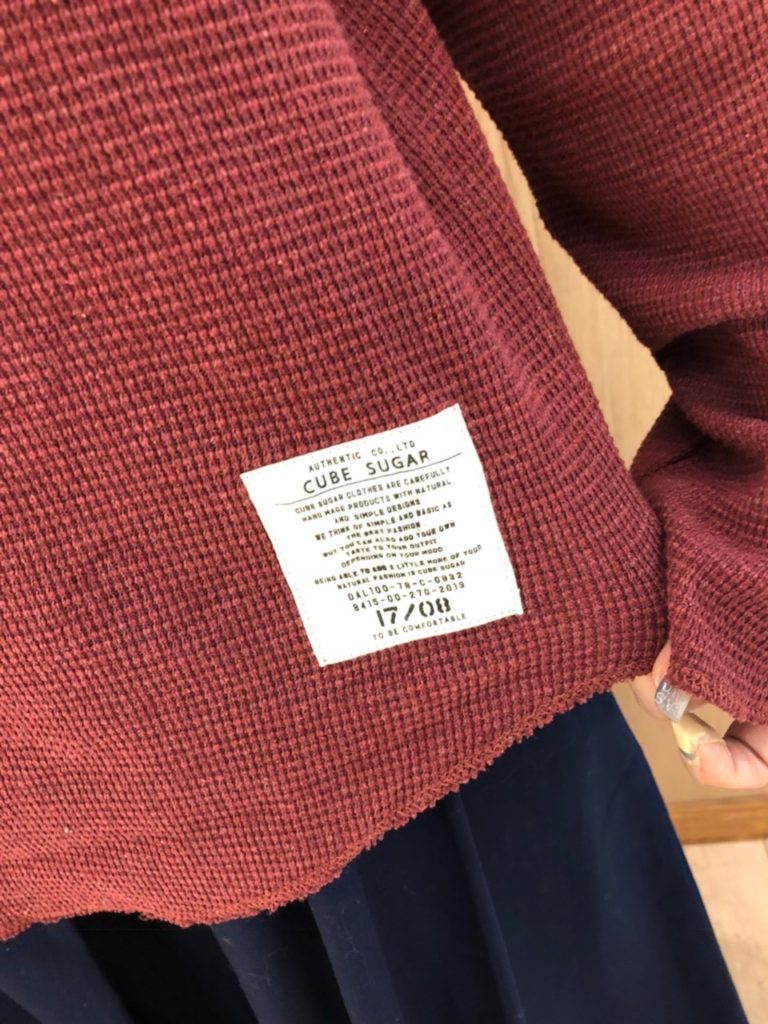 AUTHENTIC CO.,LTD
CUBE SUGAR
CUBE SUGAR CLOTHES ARE CAREFULLY
HAND MADE PRODUCTS WITH NATURAL
AND SIMPLE DESIGNS
WE THINK OF SIMPLE AND BASIC AS
THE BEST FASHION
BUT YOU CAN ALSO ADD YOUR OWN
TASTE TO YOUR OUTFIT
DEPENDING ON YOUR MOOD
BEING ABLE TO ADD A LITTLE MORE OF YOUR
NATURAL FASHION IS CUBE SUGAR
DAL100-78-C-0932
8415-00-270-2013
17/08
TO BE COMFORTABLE